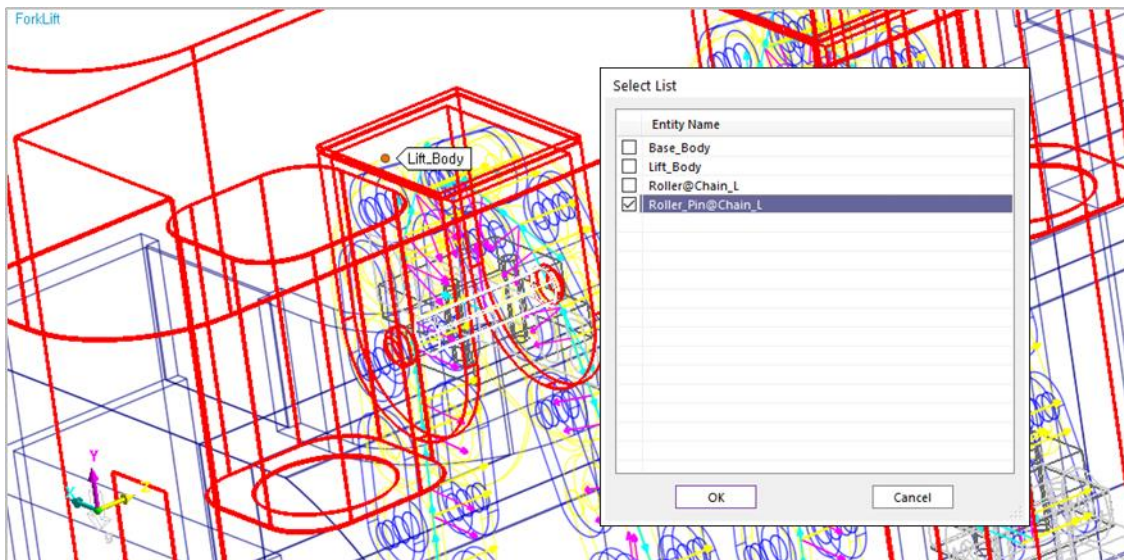 ForkLift
Lift_Body
Select List
Entity Name
Base_Body
Lift_Body
Roller@Chain_L
Roller_Pin@Chain_L
OK
Cancel
Y
X
Z